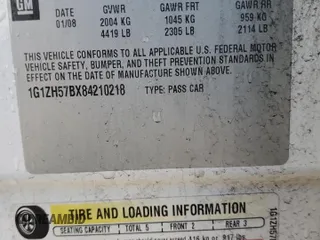 GM
GVWR GAWR FR GAWR RR
01/08 2004 KG 1045 KG 959 KG
4419 LB 2305 LB 2114 LB
THIS VEHICLE CONFORMS TO ALL APPLICABLE U.S. FEDERAL MOTOR
VEHICLE SAFETY, BUMPER, AND THEFT PREVENTION STANDARDS IN
EFFECT ON THE DATE OF MANUFACTURE SHOWN ABOVE.
1G1ZH57BX84210218 TYPE: PASS CAR
TIRE AND LOADING INFORMATION
SEATING CAPACITY TOTAL 5 FRONT 2 REAR 3
1G1ZH57